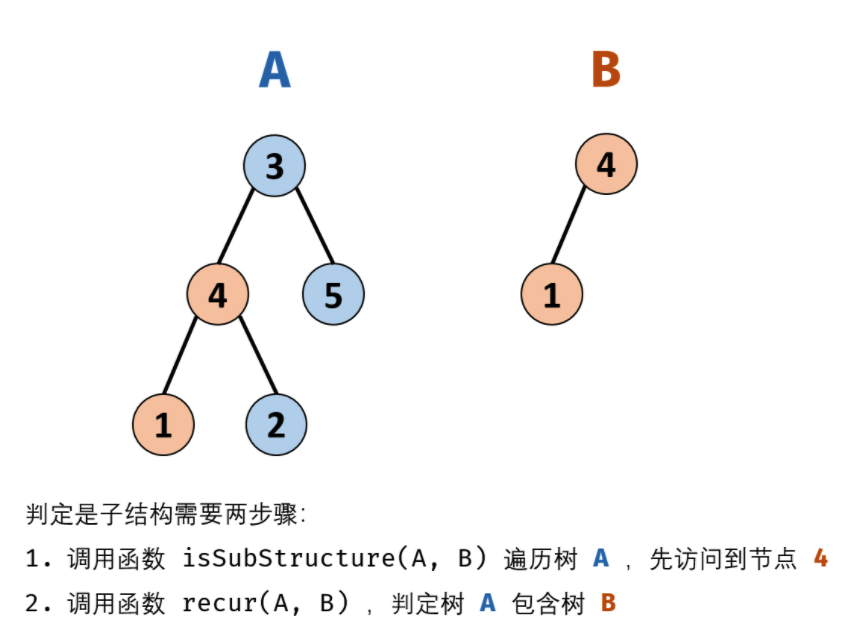 A B
3 4
4 5 1
1 2
判定是子结构需要两步骤:
1. 调用函数 isSubStructure(A, B) 遍历树 A ，先访问到节点 4
2. 调用函数 recur(A, B) ，判定树 A 包含树 B